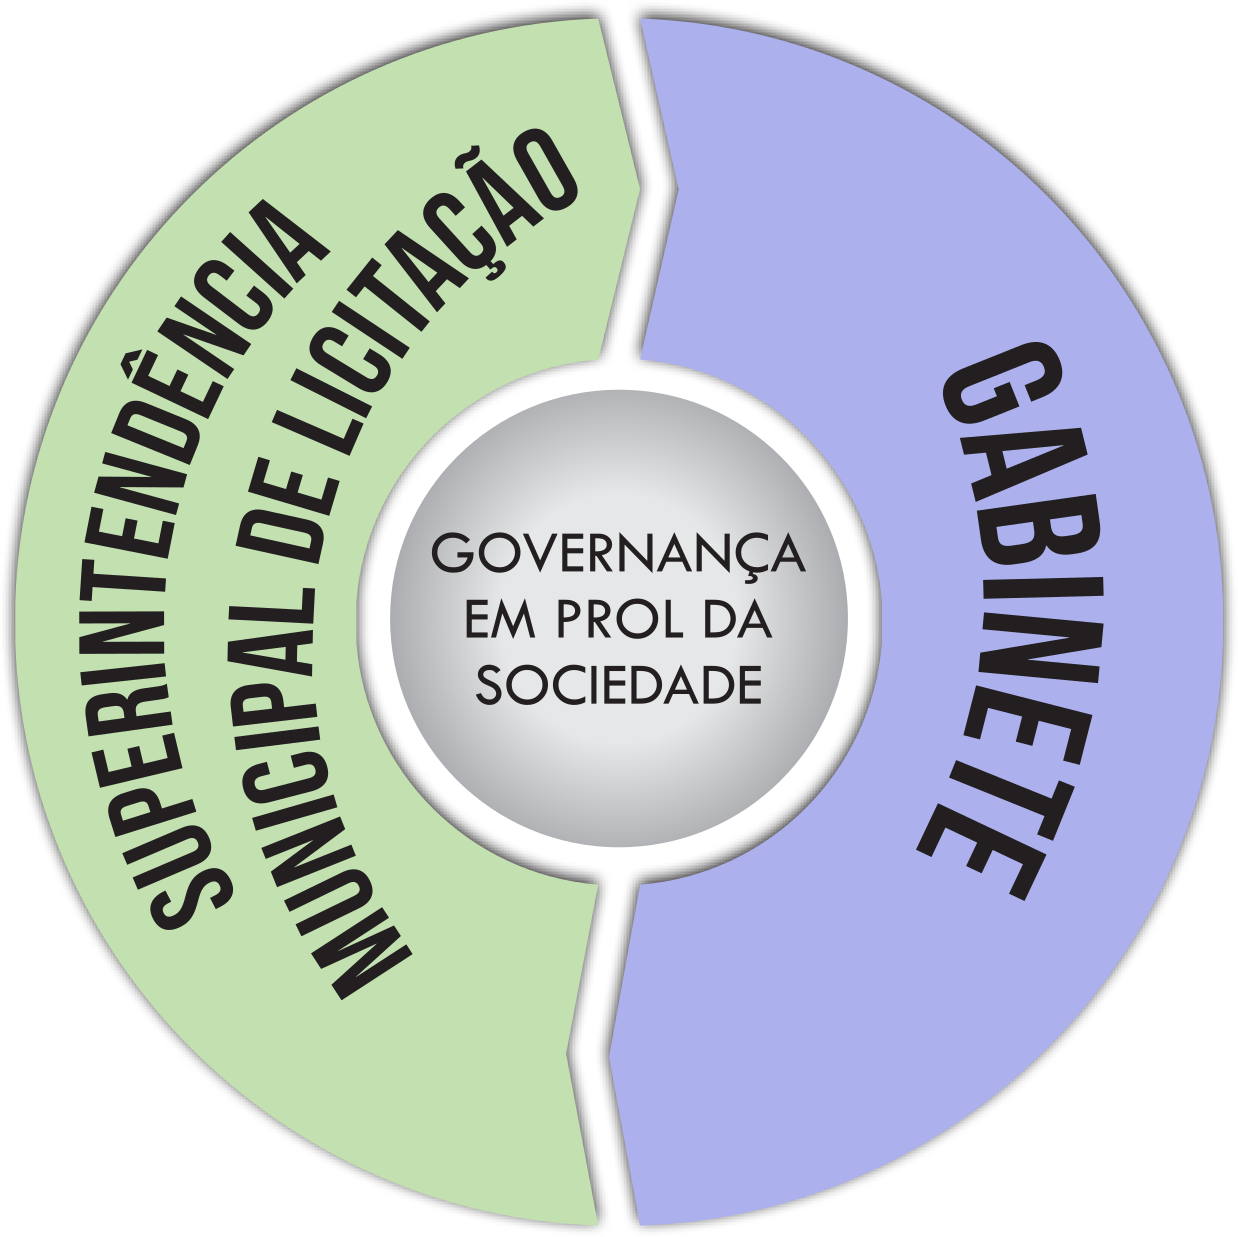 SUPERINTENDÊNCIA
MUNICIPAL DE LICITAÇÃO
GOVERNANÇA
EM PROL DA
SOCIEDADE
GABINETE